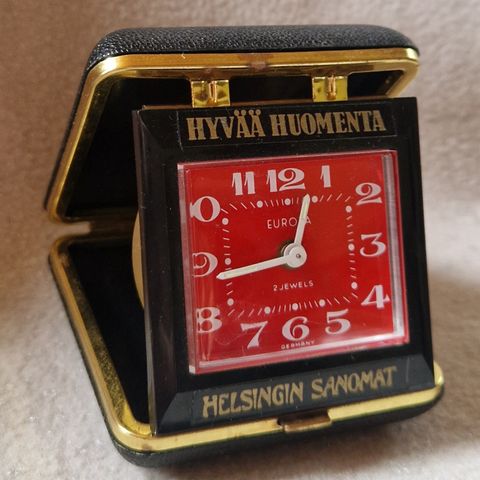 HYVÄÄ HUOMENTA
11 12 1
10 2
EUROPA
9 3
2 JEWELS
8 4
7 6 5
GERMANY
HELSINGIN SANOMAT